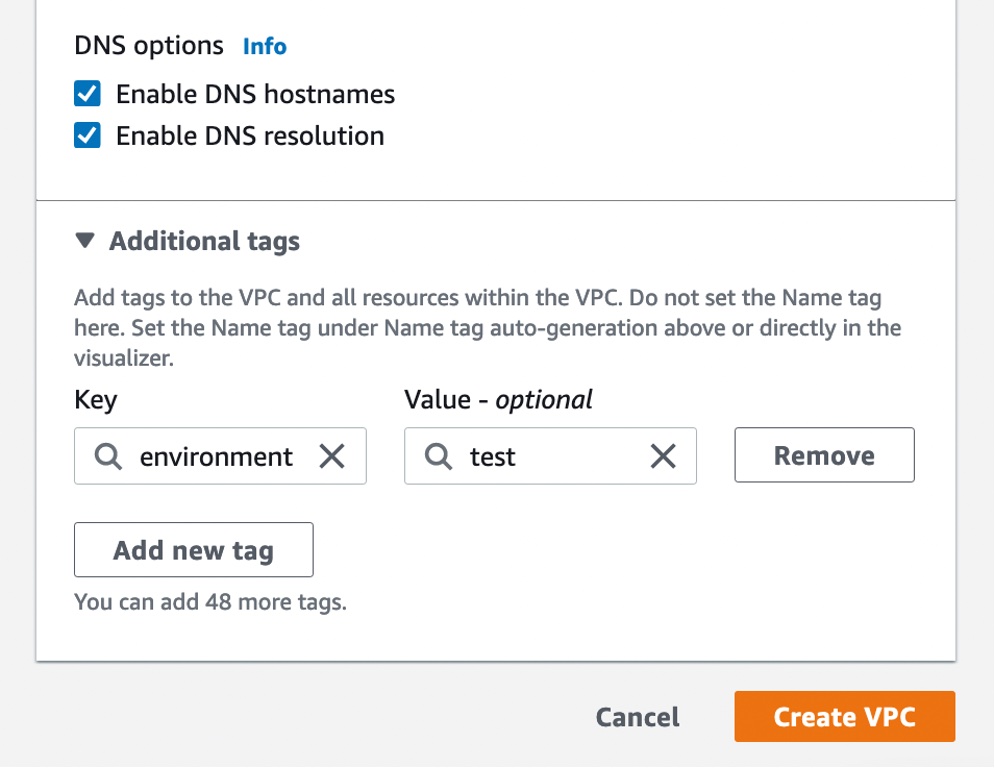 DNS options Info
Enable DNS hostnames
Enable DNS resolution
Additional tags
Add tags to the VPC and all resources within the VPC. Do not set the Name tag
here. Set the Name tag under Name tag auto-generation above or directly in the
visualizer.
Key Value - optional
environment test Remove
Add new tag
You can add 48 more tags.
Cancel Create VPC